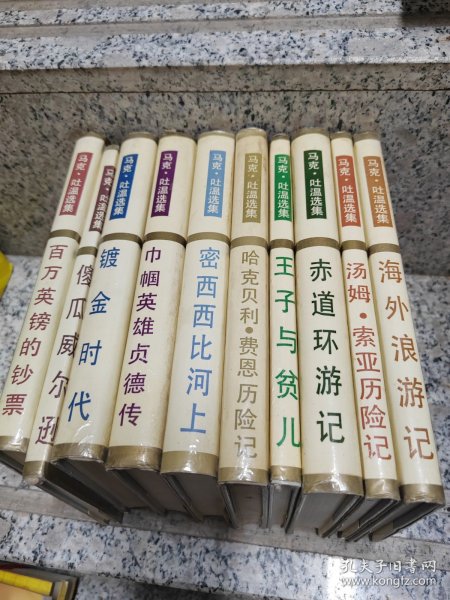 马克·吐温选集
百万英镑的钞票
马克·吐温选集
傻瓜威尔逊
马克·吐温选集
镀金时代
马克·吐温选集
巾帼英雄贞德传
马克·吐温选集
密西西比河上
马克·吐温选集
哈克贝利·费恩历险记
马克·吐温选集
王子与贫儿
马克·吐温选集
赤道环游记
马克·吐温选集
汤姆·索亚历险记
马克·吐温选集
海外浪游记
孔夫子旧书网
www.kongfz.com